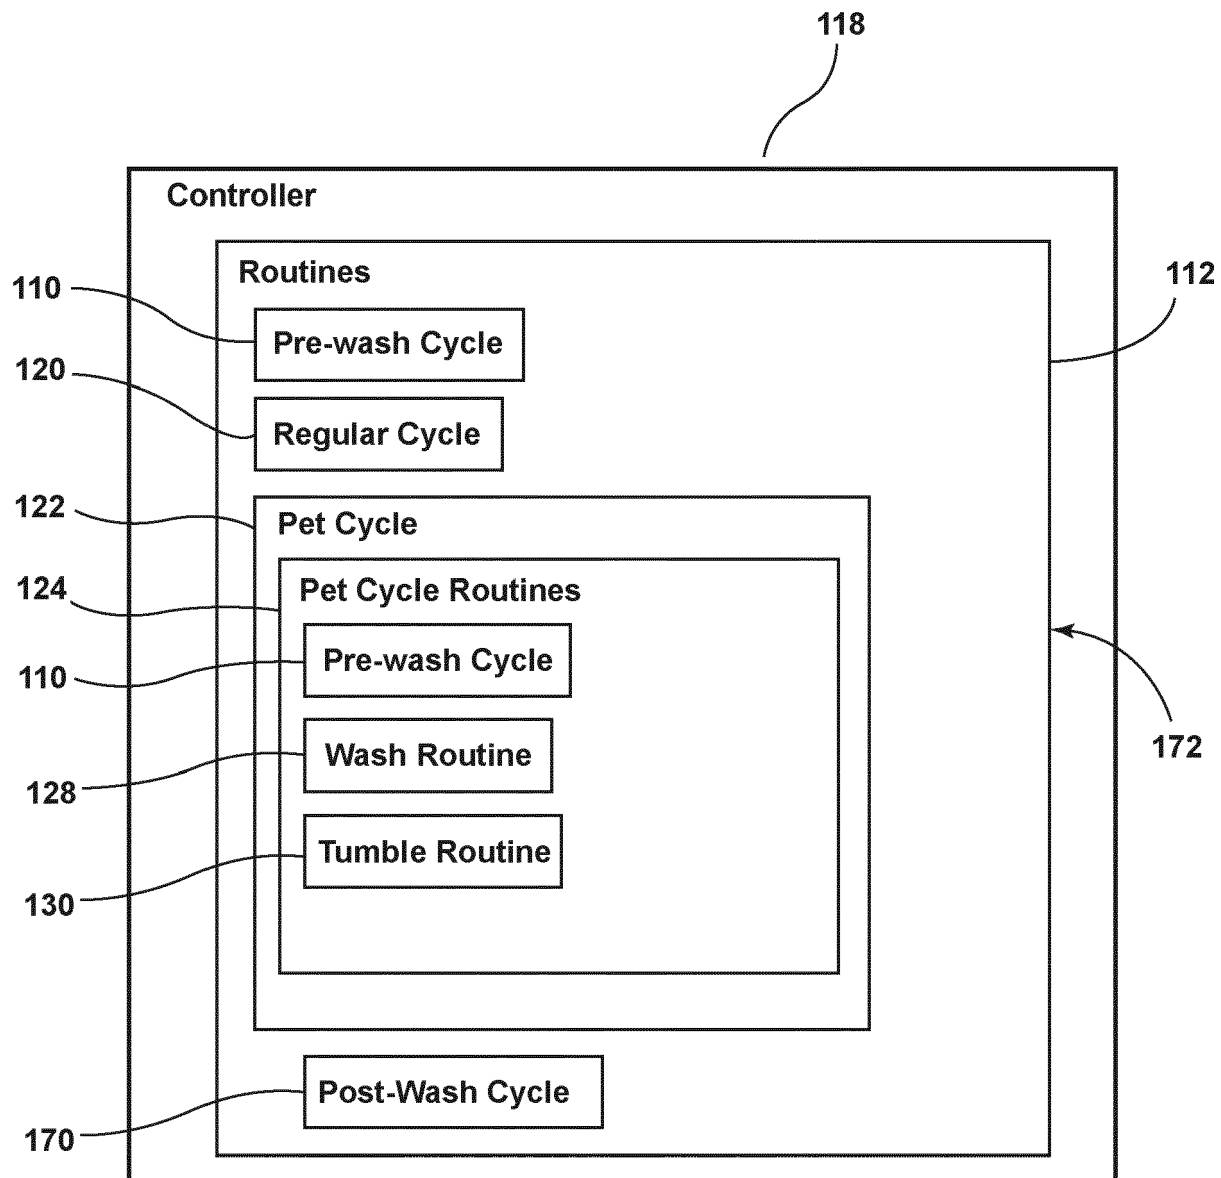 118
Controller
Routines
112
110
Pre-wash Cycle
120
Regular Cycle
122
Pet Cycle
124
Pet Cycle Routines
110
Pre-wash Cycle
172
128
Wash Routine
130
Tumble Routine
170
Post-Wash Cycle